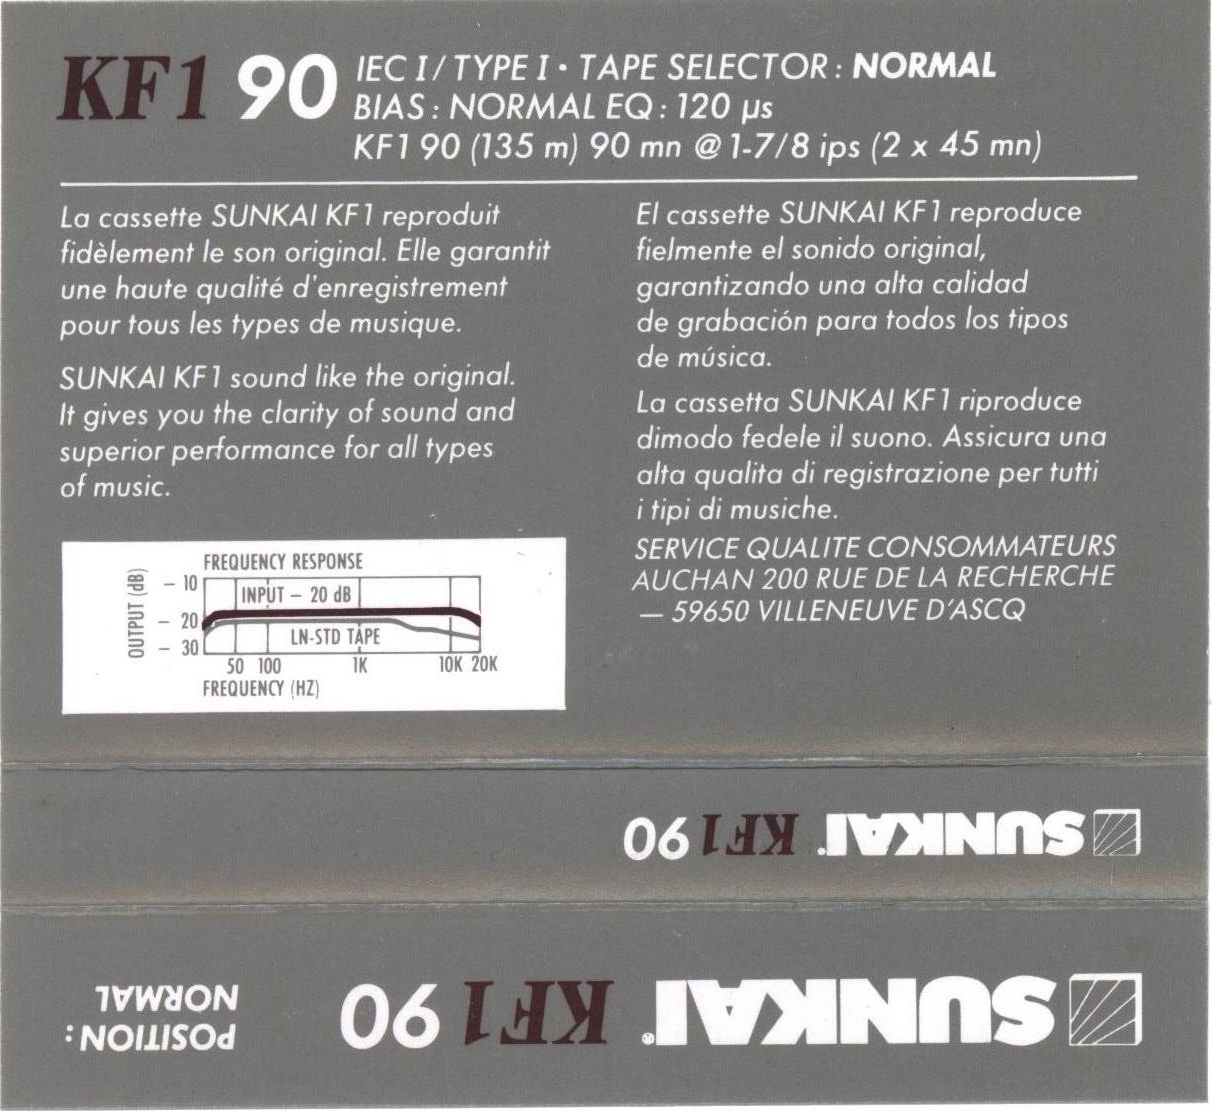 KF1 90
IEC I / TYPE I • TAPE SELECTOR : NORMAL
BIAS : NORMAL EQ : 120 µs
KF1 90 (135 m) 90 mn @ 1-7/8 ips (2 x 45 mn)
La cassette SUNKAI KF1 reproduit
fidèlement le son original. Elle garantit
une haute qualité d'enregistrement
pour tous les types de musique.
SUNKAI KF1 sound like the original.
It gives you the clarity of sound and
superior performance for all types
of music.
El cassette SUNKAI KF1 reproduce
fielmente el sonido original,
garantizando una alta calidad
de grabación para todos los tipos
de música.
La cassetta SUNKAI KF1 riproduce
dimodo fedele il suono. Assicura una
alta qualita di registrazione per tutti
i tipi di musiche.
SERVICE QUALITE CONSOMMATEURS
AUCHAN 200 RUE DE LA RECHERCHE
— 59650 VILLENEUVE D'ASCQ
FREQUENCY RESPONSE
OUTPUT (dB)
– 10
INPUT – 20 dB
– 20
LN-STD TAPE
– 30
50 100 1K 10K 20K
FREQUENCY (HZ)
SUNKAI® KF1 90
SUNKAI® KF1 90
POSITION :
NORMAL